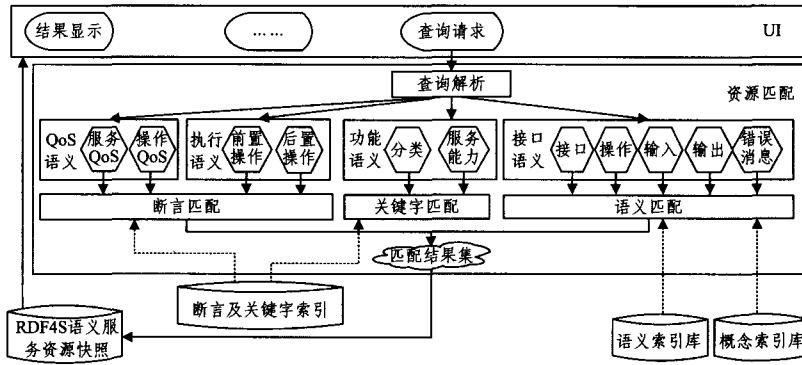 结果显示
……
查询请求
UI
查询解析
资源匹配
QoS
语义
服务
QoS
操作
QoS
执行
语义
前置
操作
后置
操作
功能
语义
分类
服务
能力
接口
语义
接口
操作
输入
输出
错误
消息
断言匹配
关键字匹配
语义匹配
匹配结果集
断言及关键字索引
RDF4S语义服
务资源快照
语义索引库
概念索引库